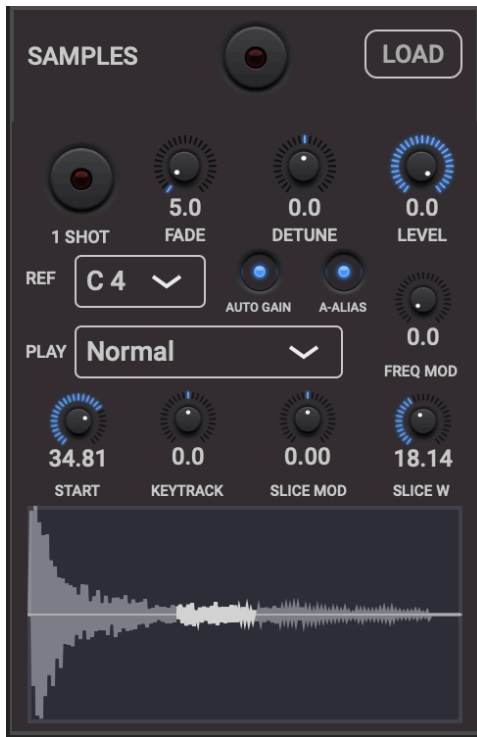 SAMPLES
LOAD
5.0 0.0 0.0
1 SHOT FADE DETUNE LEVEL
REF C 4
AUTO GAIN A-ALIAS
0.0
PLAY Normal
FREQ MOD
34.81 0.0 0.00 18.14
START KEYTRACK SLICE MOD SLICE W